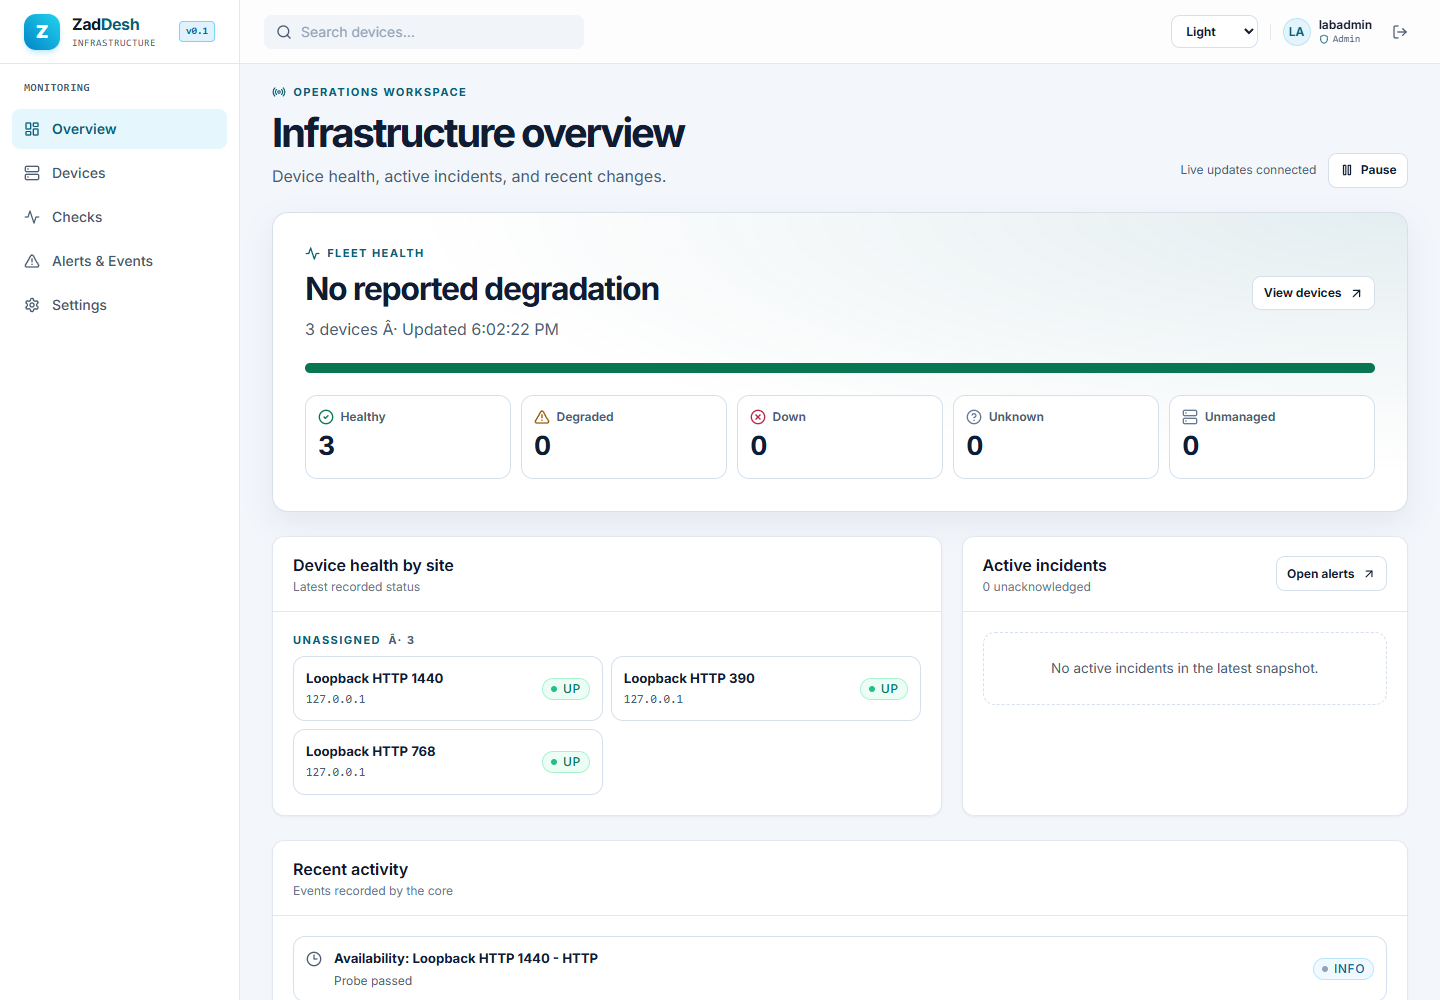 Z
ZadDesh
INFRASTRUCTURE
v0.1
Search devices...
Light
LA
labadmin
Admin
MONITORING
Overview
Devices
Checks
Alerts & Events
Settings
OPERATIONS WORKSPACE
Infrastructure overview
Device health, active incidents, and recent changes.
Live updates connected
Pause
FLEET HEALTH
No reported degradation
3 devices Â· Updated 6:02:22 PM
View devices
Healthy
3
Degraded
0
Down
0
Unknown
0
Unmanaged
0
Device health by site
Latest recorded status
UNASSIGNED Â· 3
Loopback HTTP 1440
127.0.0.1
UP
Loopback HTTP 390
127.0.0.1
UP
Loopback HTTP 768
127.0.0.1
UP
Active incidents
0 unacknowledged
Open alerts
No active incidents in the latest snapshot.
Recent activity
Events recorded by the core
Availability: Loopback HTTP 1440 - HTTP
Probe passed
INFO